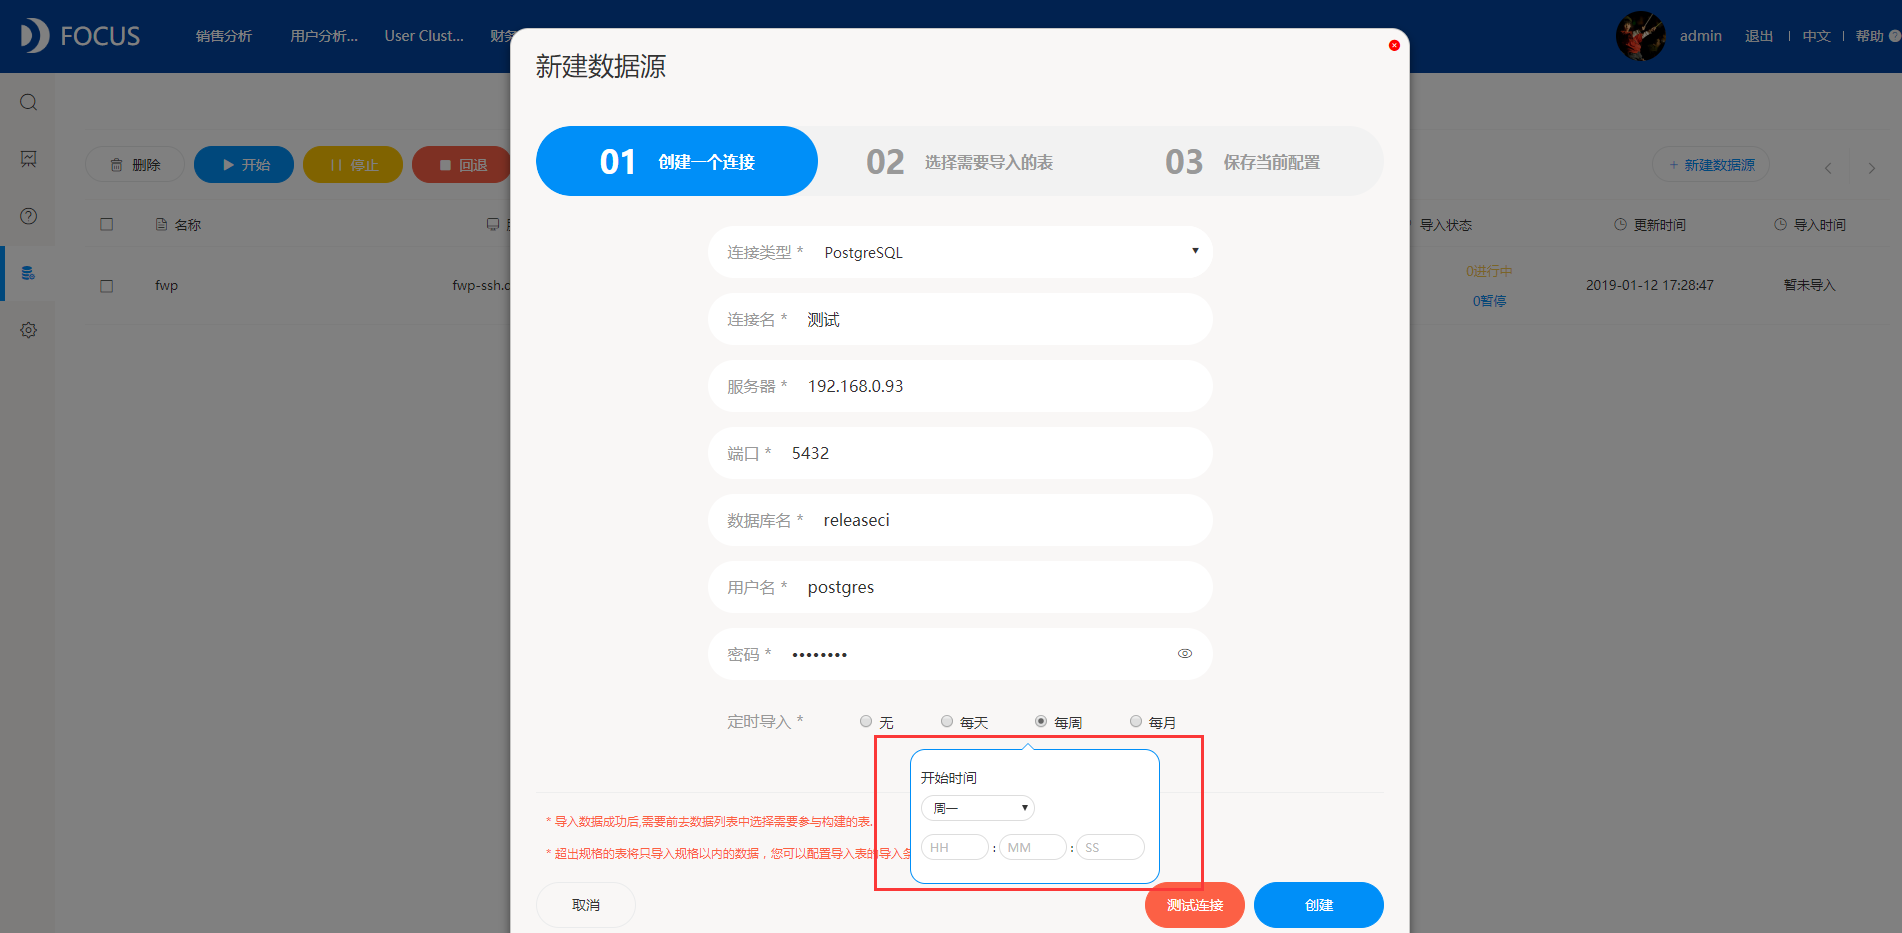 FOCUS 销售分析 用户分析... User Clust... 财务 admin 退出 | 中文 | 帮助
新建数据源
01 创建一个连接 02 选择需要导入的表 03 保存当前配置
删除 开始 停止 回退 + 新建数据源
名称 导入状态 更新时间 导入时间
fwp fwp-ssh.c 0进行中 0暂停 2019-01-12 17:28:47 暂未导入
连接类型 * PostgreSQL
连接名 * 测试
服务器 * 192.168.0.93
端口 * 5432
数据库名 * releaseci
用户名 * postgres
密码 * ••••••••
定时导入 * 无 每天 每周 每月
开始时间
周一
HH : MM : SS
* 导入数据成功后,需要前去数据列表中选择需要参与构建的表.
* 超出规格的表将只导入规格以内的数据，您可以配置导入表的导入条
取消 测试连接 创建